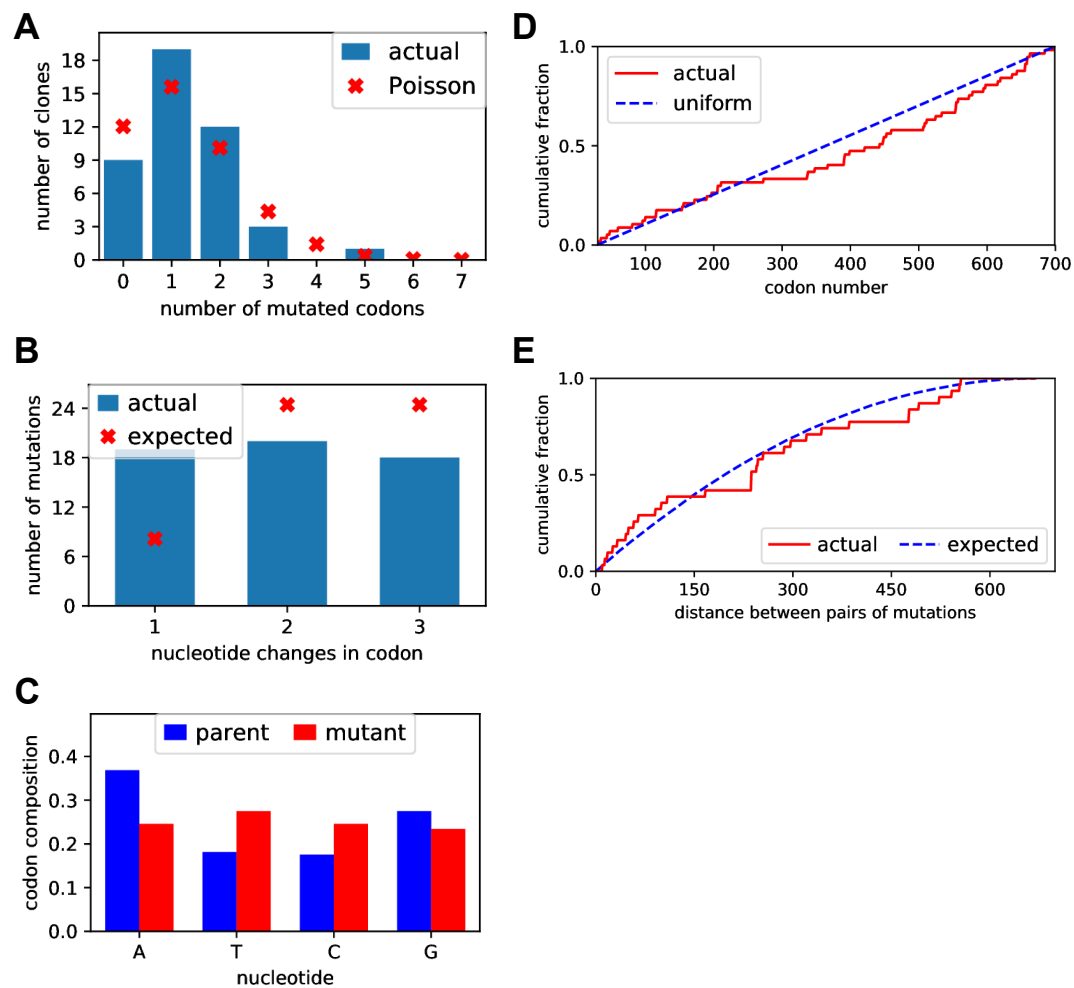 A
actual
Poisson
number of clones
18
15
12
9
6
3
0
0 1 2 3 4 5 6 7
number of mutated codons
B
actual
expected
number of mutations
24
18
12
6
0
1 2 3
nucleotide changes in codon
C
parent mutant
codon composition
0.4
0.3
0.2
0.1
0.0
A T C G
nucleotide
D
actual
uniform
cumulative fraction
1.0
0.5
0.0
100 200 300 400 500 600 700
codon number
E
cumulative fraction
1.0
0.5
0.0
actual expected
0 150 300 450 600
distance between pairs of mutations